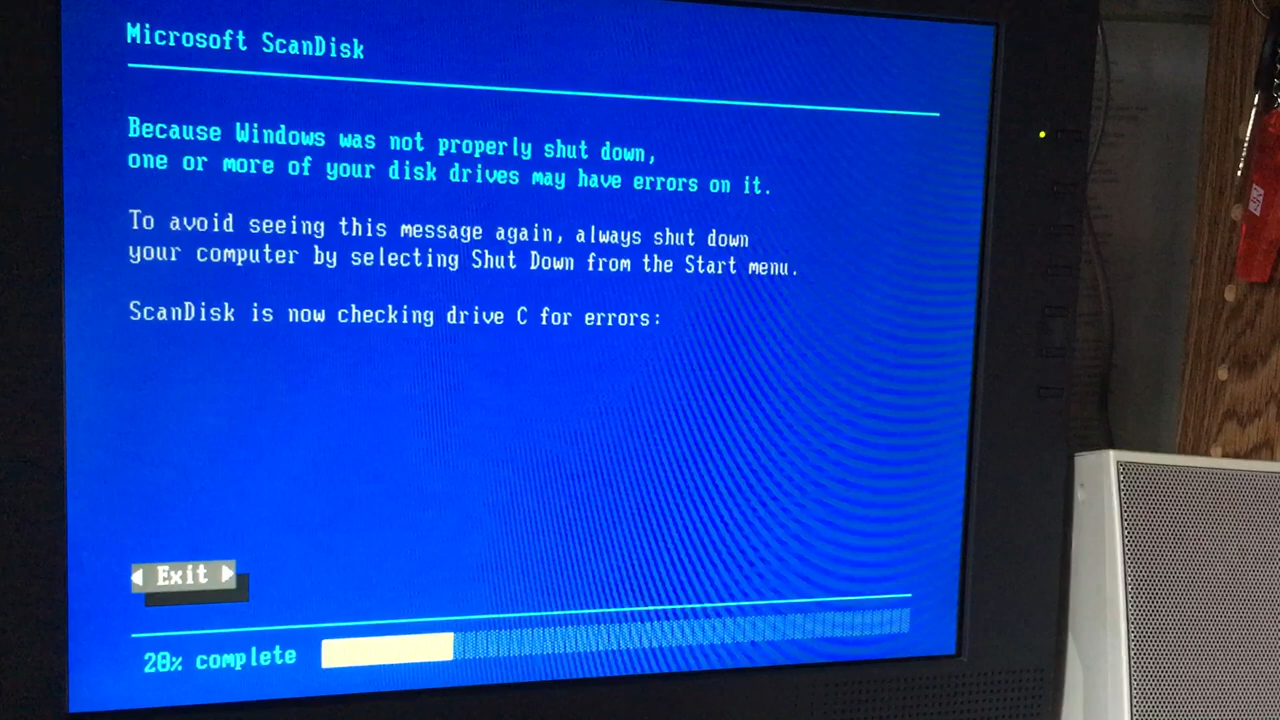 Microsoft ScanDisk
Because Windows was not properly shut down,
one or more of your disk drives may have errors on it.
To avoid seeing this message again, always shut down
your computer by selecting Shut Down from the Start menu.
ScanDisk is now checking drive C for errors:
◀ Exit ▶
20% complete